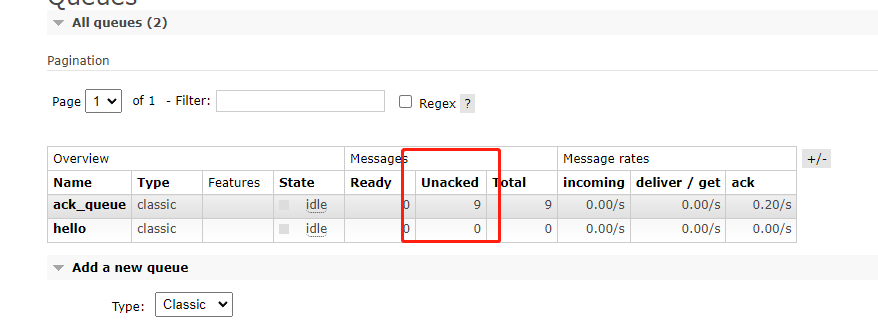 Queues
All queues (2)
Pagination
Page 1 of 1 - Filter: Regex ?
Overview Messages Message rates +/-
Name Type Features State Ready Unacked Total incoming deliver / get ack
ack_queue classic idle 0 9 9 0.00/s 0.00/s 0.20/s
hello classic idle 0 0 0 0.00/s 0.00/s 0.00/s
Add a new queue
Type: Classic